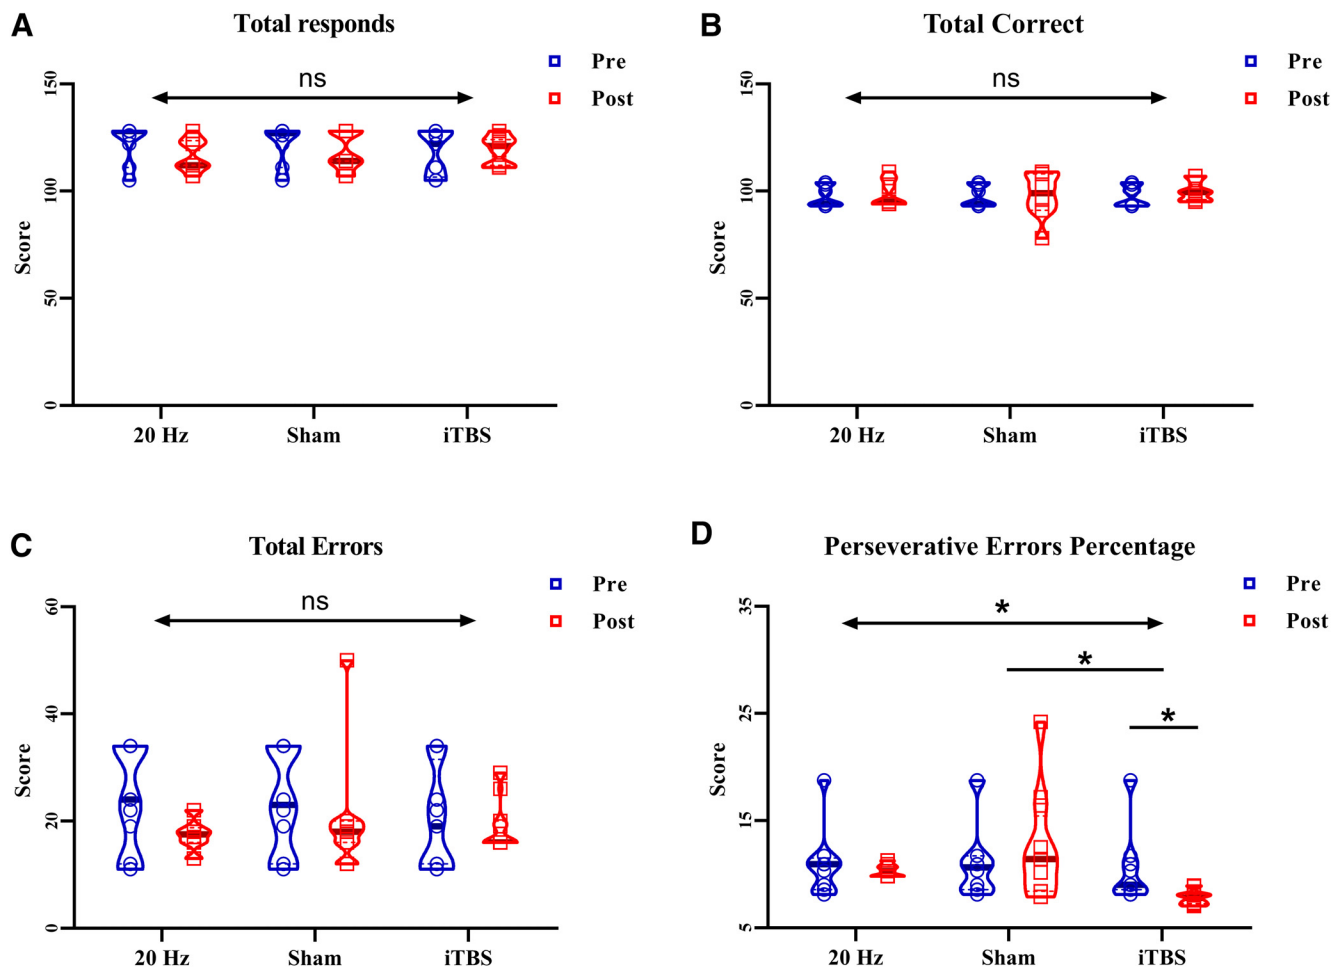 A
Total responds
Pre
Post
ns
150
100
50
0
Score
20 Hz
Sham
iTBS
B
Total Correct
Pre
Post
ns
150
100
50
0
Score
20 Hz
Sham
iTBS
C
Total Errors
Pre
Post
ns
60
40
20
0
Score
20 Hz
Sham
iTBS
D
Perseverative Errors Percentage
Pre
Post
*
*
*
35
25
15
5
Score
20 Hz
Sham
iTBS